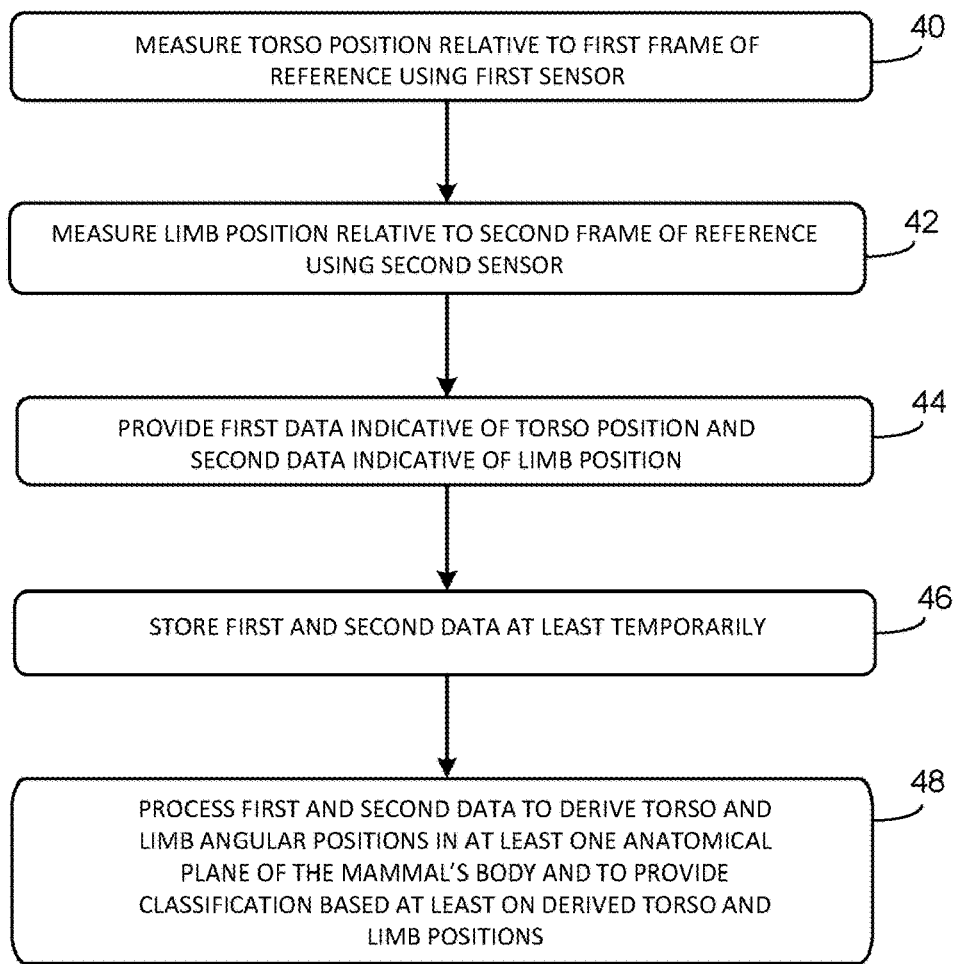 40
MEASURE TORSO POSITION RELATIVE TO FIRST FRAME OF
REFERENCE USING FIRST SENSOR
42
MEASURE LIMB POSITION RELATIVE TO SECOND FRAME OF REFERENCE
USING SECOND SENSOR
44
PROVIDE FIRST DATA INDICATIVE OF TORSO POSITION AND
SECOND DATA INDICATIVE OF LIMB POSITION
46
STORE FIRST AND SECOND DATA AT LEAST TEMPORARILY
48
PROCESS FIRST AND SECOND DATA TO DERIVE TORSO AND
LIMB ANGULAR POSITIONS IN AT LEAST ONE ANATOMICAL
PLANE OF THE MAMMAL'S BODY AND TO PROVIDE
CLASSIFICATION BASED AT LEAST ON DERIVED TORSO AND
LIMB POSITIONS